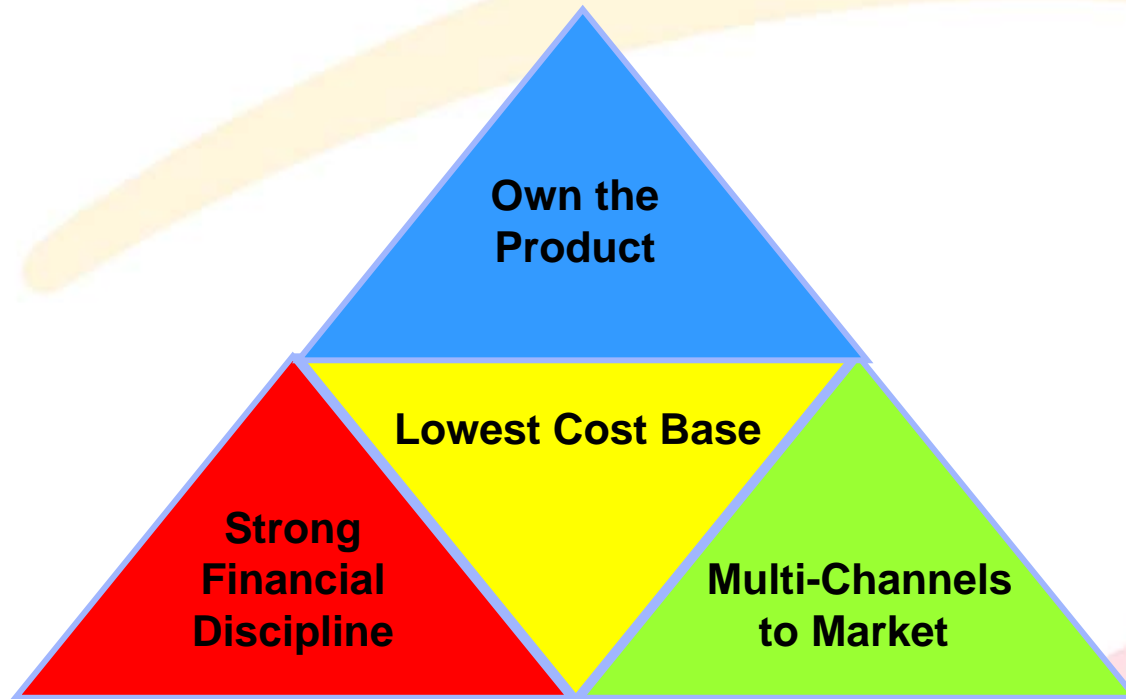 Own the
Product
Lowest Cost Base
Strong
Financial
Discipline
Multi-Channels
to Market